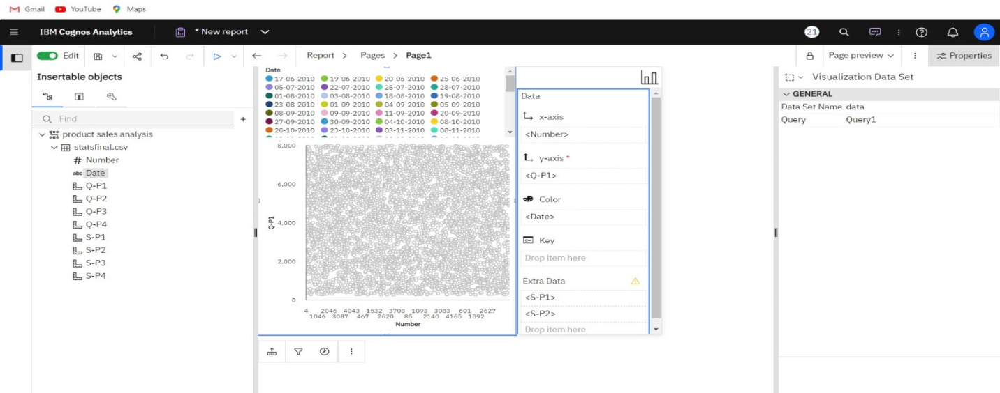 Gmail YouTube Maps
IBM Cognos Analytics * New report 21
Edit Report > Pages > Page1 Page preview Properties
Insertable objects
Find
product sales analysis
statsfinal.csv
# Number
abc Date
Q-P1
Q-P2
Q-P3
Q-P4
S-P1
S-P2
S-P3
S-P4
Date
17-06-2010 19-06-2010 20-06-2010 25-06-2010
05-07-2010 22-07-2010 25-07-2010 28-07-2010
01-08-2010 03-08-2010 18-08-2010 19-08-2010
23-08-2010 01-09-2010 04-09-2010 05-09-2010
08-09-2010 09-09-2010 11-09-2010 20-09-2010
27-09-2010 30-09-2010 04-10-2010 08-10-2010
20-10-2010 23-10-2010 03-11-2010 08-11-2010
8,000
6,000
4,000
2,000
0
Q-P1
4 2046 4043 1532 3708 1093 3083 601 2627
1046 3087 467 2620 85 2140 4165 1592
Number
Data
x-axis
<Number>
y-axis *
<Q-P1>
Color
<Date>
Key
Drop item here
Extra Data
<S-P1>
<S-P2>
Drop item here
Visualization Data Set
GENERAL
Data Set Name data
Query Query1